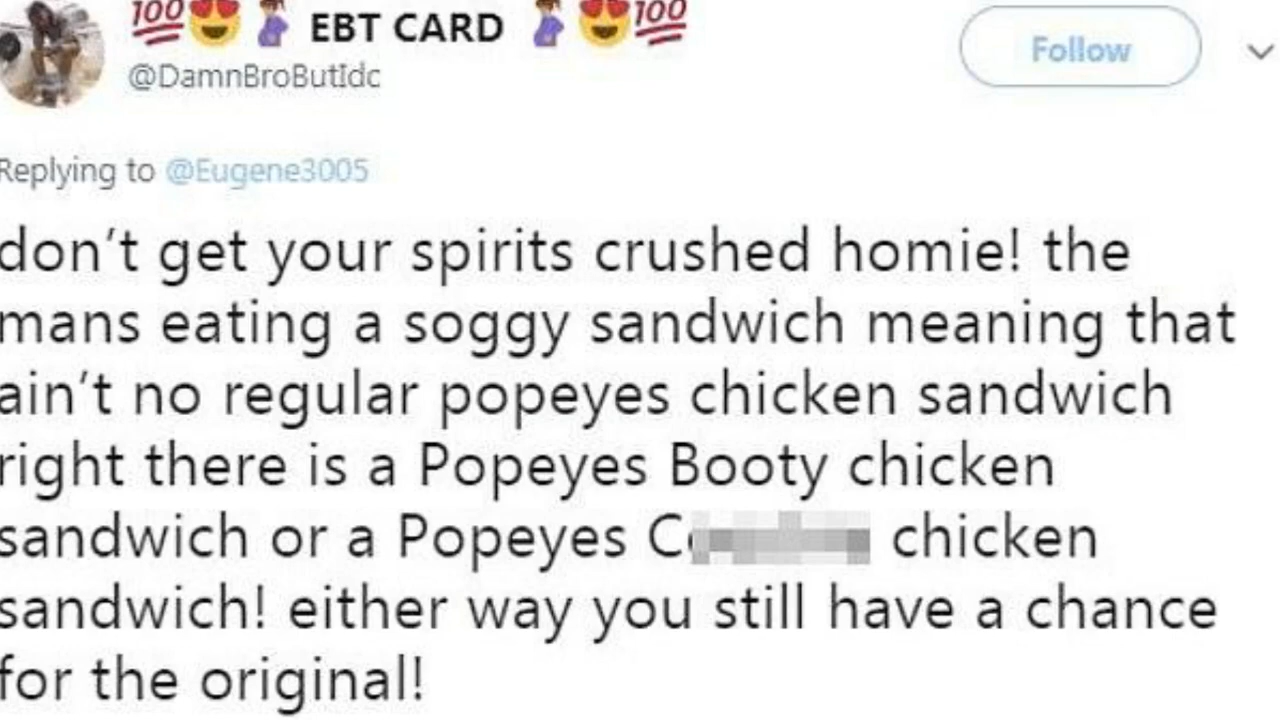 💯😍🤰🏽 EBT CARD 🤰🏽😍💯
@DamnBroButIdc
Follow
Replying to @Eugene3005
don't get your spirits crushed homie! the
mans eating a soggy sandwich meaning that
ain't no regular popeyes chicken sandwich
right there is a Popeyes Booty chicken
sandwich or a Popeyes chicken
sandwich! either way you still have a chance
for the original!